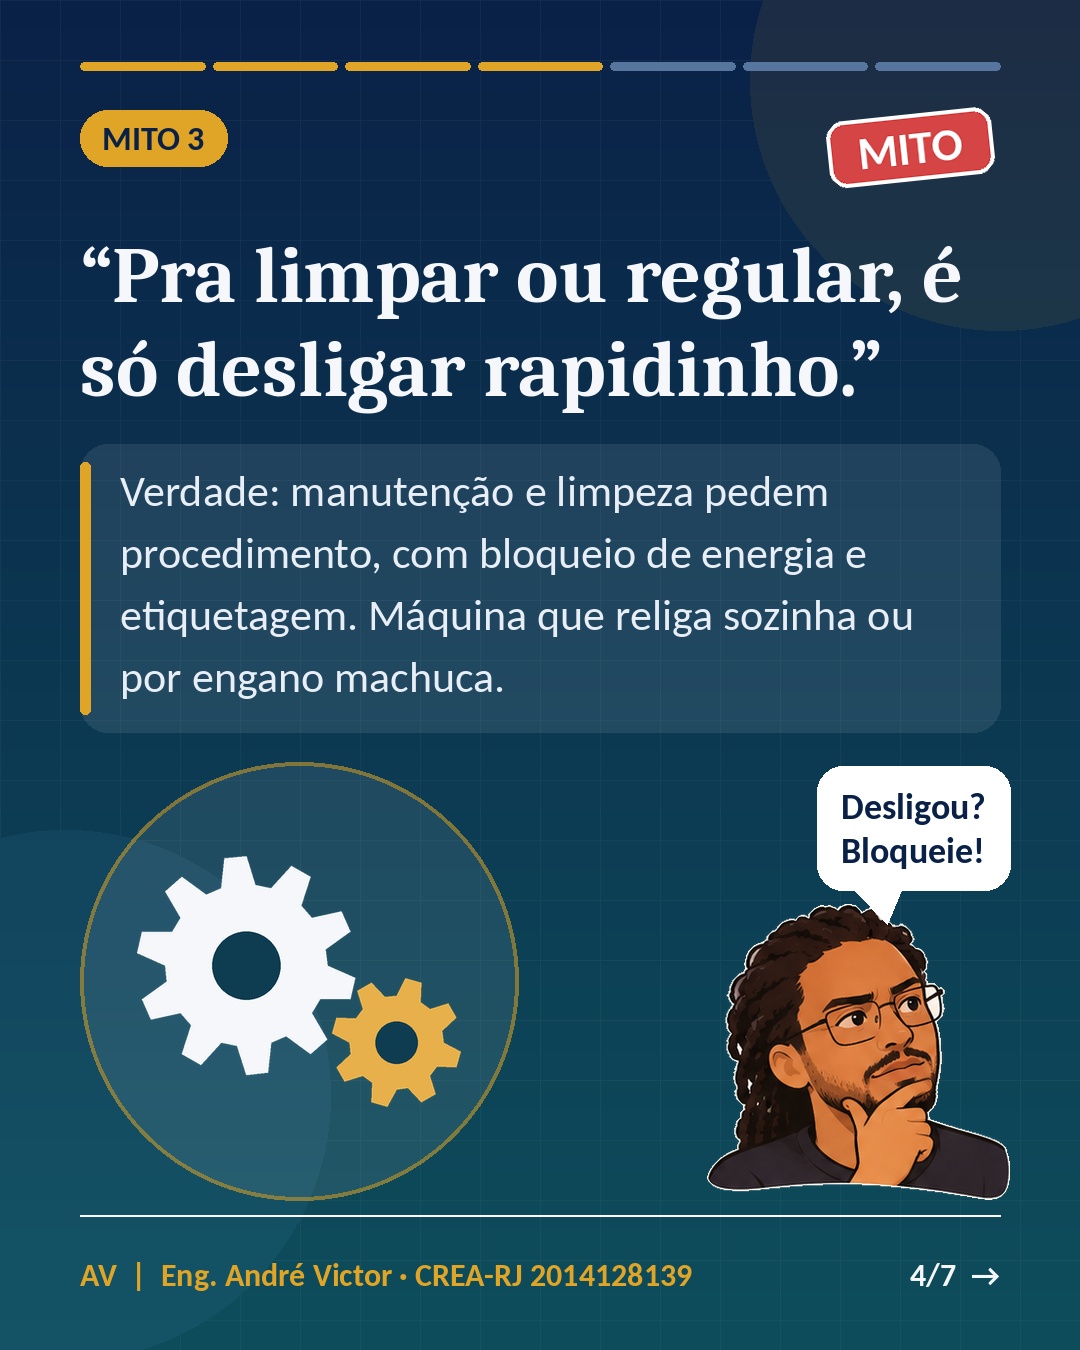 MITO 3
MITO
“Pra limpar ou regular, é
só desligar rapidinho.”
Verdade: manutenção e limpeza pedem
procedimento, com bloqueio de energia e
etiquetagem. Máquina que religa sozinha ou
por engano machuca.
Desligou?
Bloqueie!
AV | Eng. André Victor · CREA-RJ 2014128139
4/7 →